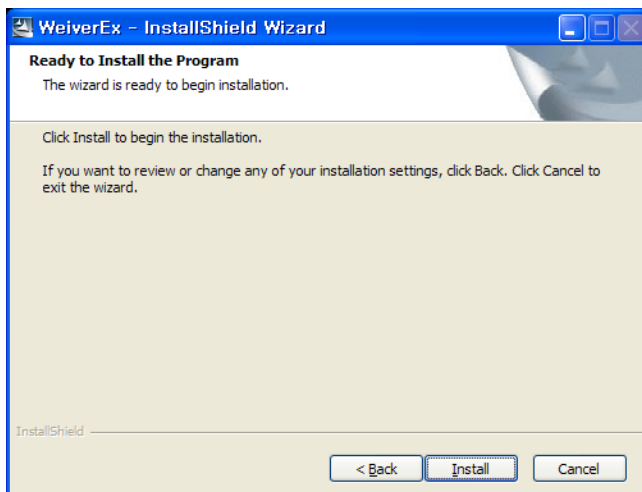 WeiverEx - InstallShield Wizard
Ready to Install the Program
The wizard is ready to begin installation.
Click Install to begin the installation.
If you want to review or change any of your installation settings, click Back. Click Cancel to
exit the wizard.
InstallShield
< Back
Install
Cancel